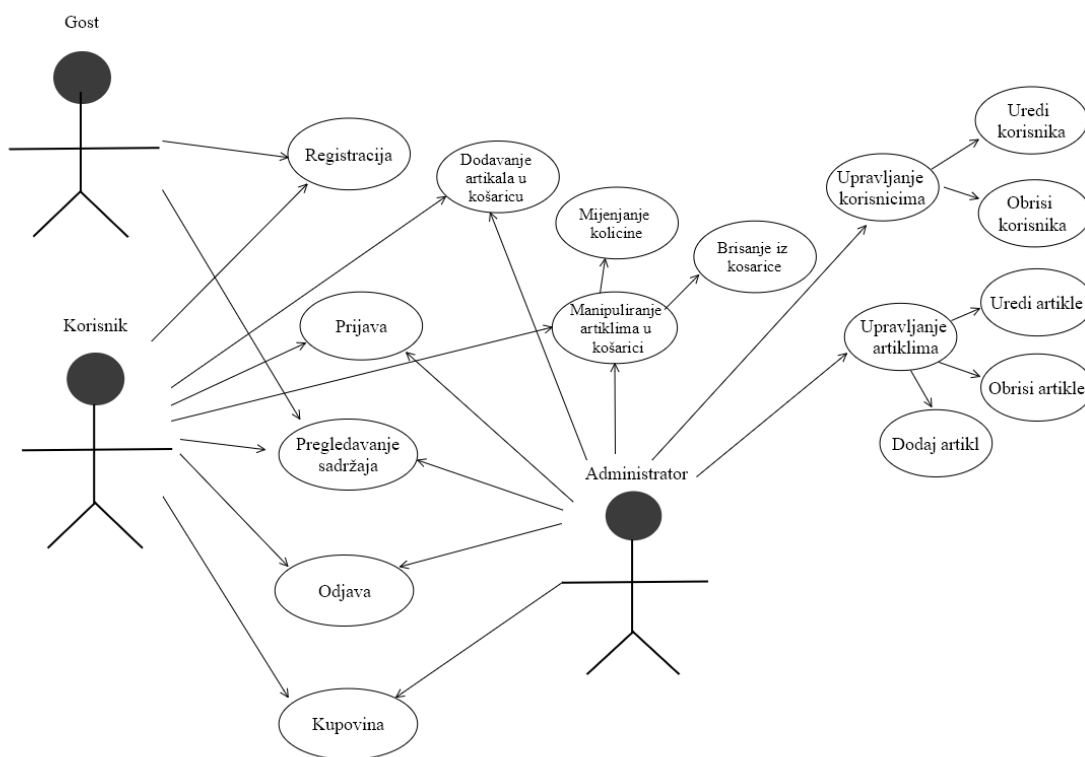 Gost
Registracija
Dodavanje
artikala u
košaricu
Mijenjanje
kolicine
Brisanje iz
kosarice
Upravljanje
korisnicima
Uredi
korisnika
Obrisi
korisnika
Korisnik
Prijava
Manipuliranje
artiklima u
košarici
Upravljanje
artiklima
Uredi artikle
Obrisi artikle
Dodaj artikl
Pregledavanje
sadržaja
Administrator
Odjava
Kupovina